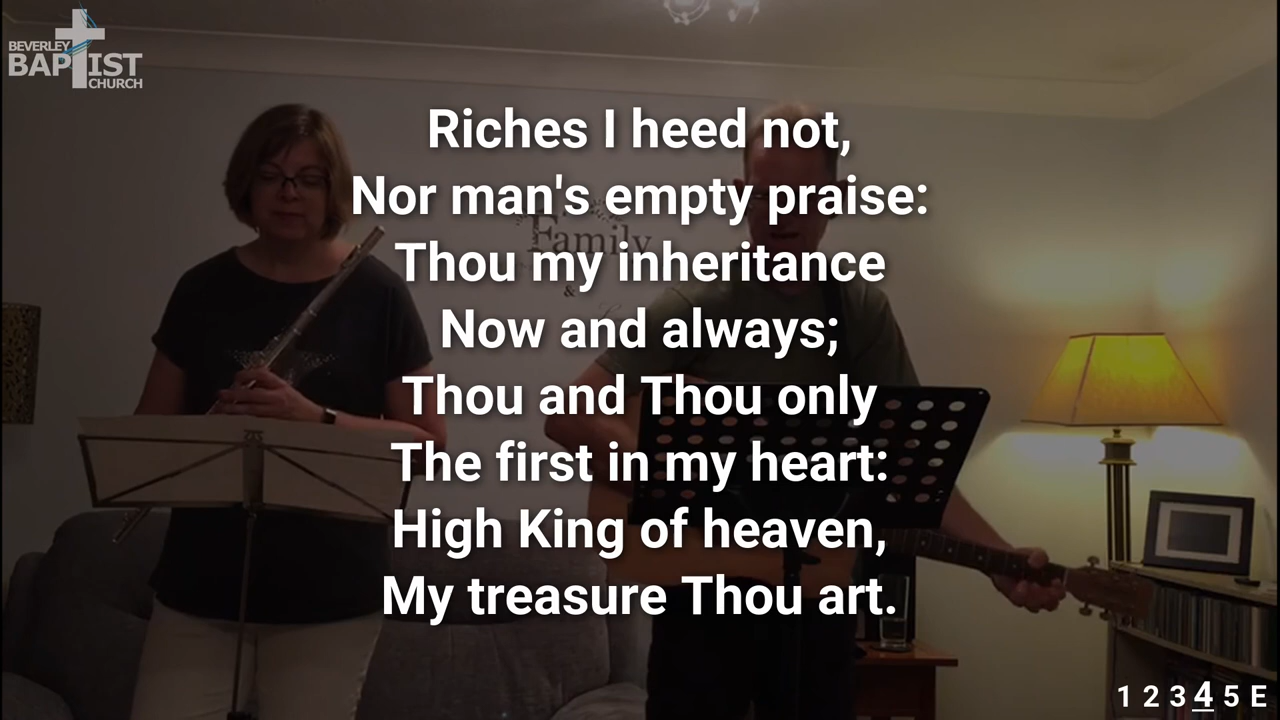 BEVERLEY
BAPTIST
CHURCH
Riches I heed not,
Nor man's empty praise:
Family
&
Thou my inheritance
Now and always;
Thou and Thou only
The first in my heart:
High King of heaven,
My treasure Thou art.
1 2 3 4 5 E